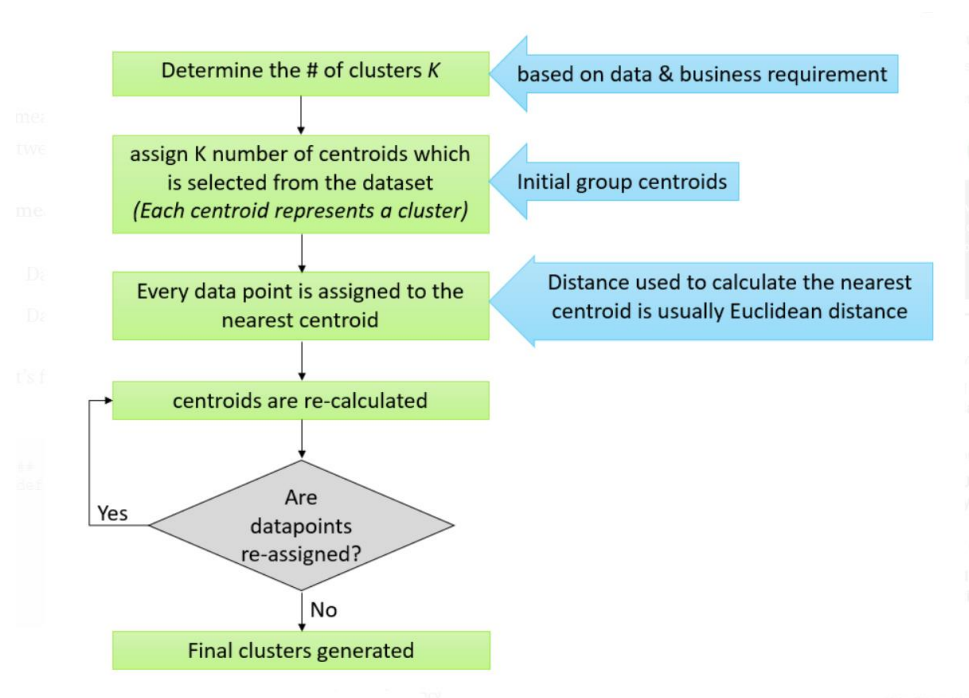 Determine the # of clusters K
based on data & business requirement
assign K number of centroids which
is selected from the dataset
(Each centroid represents a cluster)
Initial group centroids
Every data point is assigned to the
nearest centroid
Distance used to calculate the nearest
centroid is usually Euclidean distance
centroids are re-calculated
Are
datapoints
re-assigned?
Yes
No
Final clusters generated